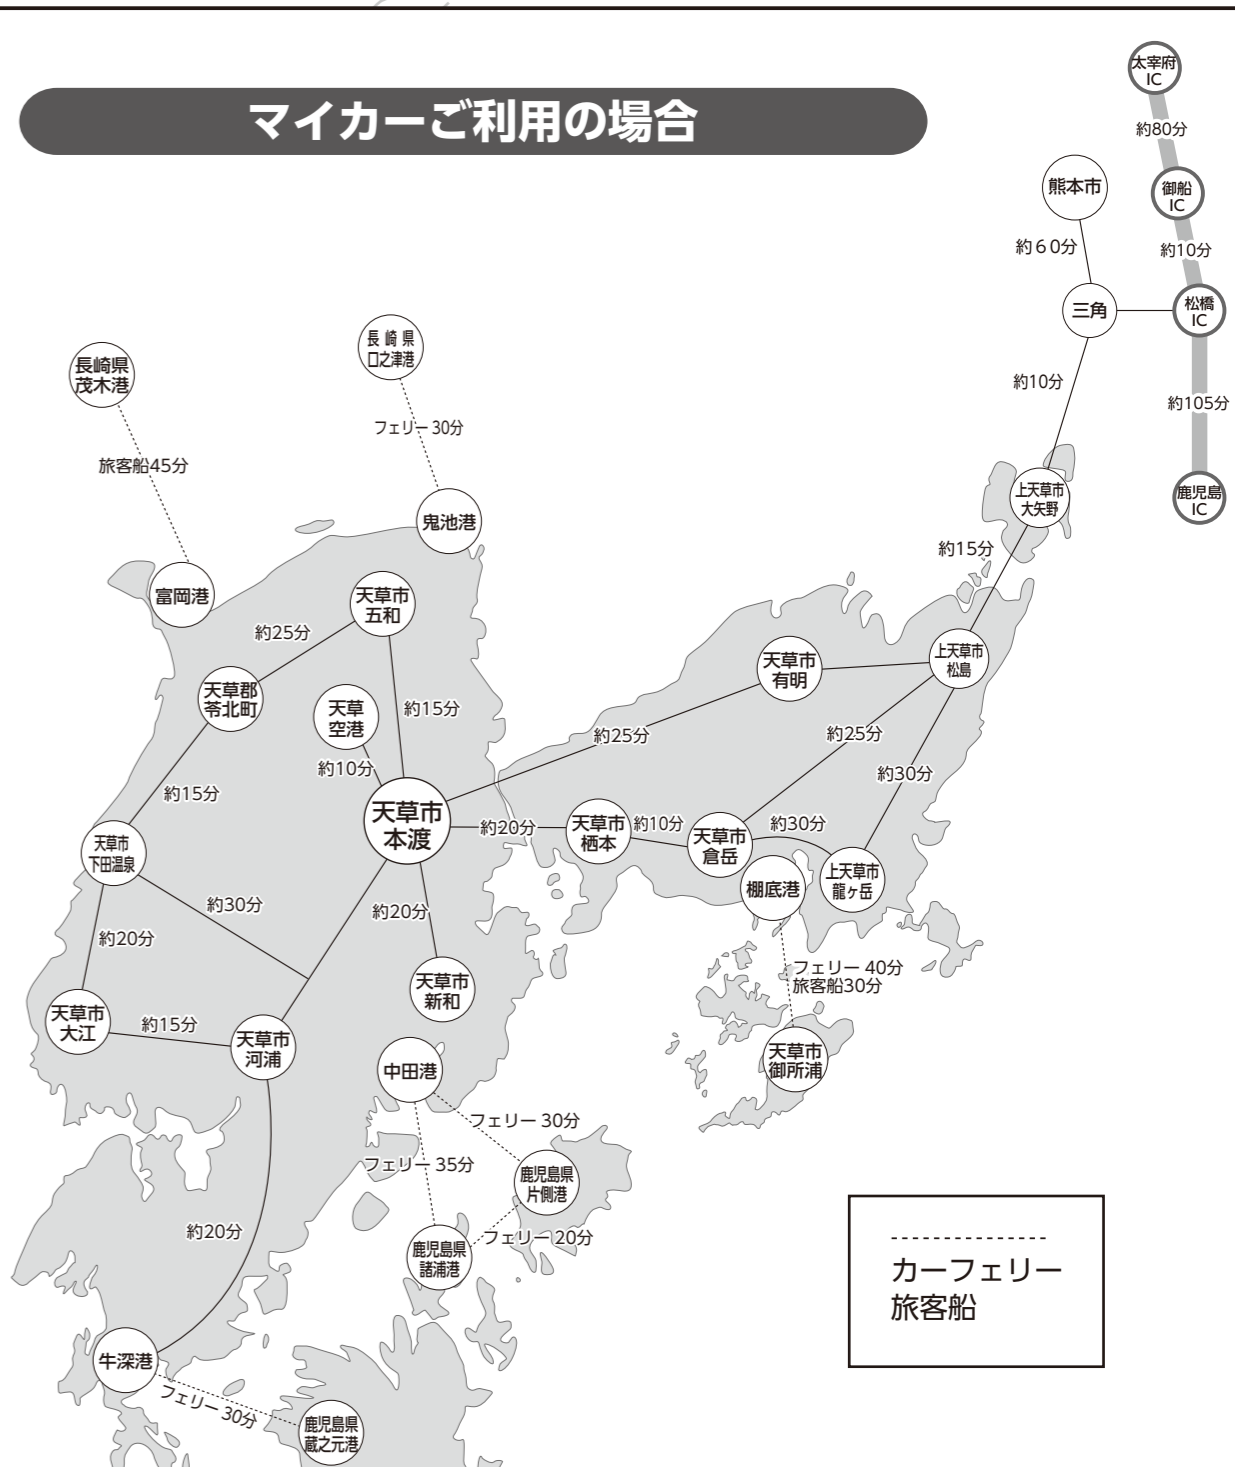 マイカーご利用の場合
太宰府
IC
約80分
御船
IC
約10分
松橋
IC
約105分
鹿児島
IC
熊本市
約60分
三角
約10分
上天草市
大矢野
約15分
上天草市
松島
長崎県
茂木港
旅客船45分
富岡港
長崎県
口之津港
フェリー30分
鬼池港
天草市
五和
約25分
天草郡
苓北町
天草
空港
約15分
約10分
天草市
本渡
約15分
天草市
下田温泉
約30分
約20分
天草市
大江
約15分
天草市
河浦
約20分
天草市
新和
天草市
有明
約25分
約25分
約30分
約20分
天草市
栖本
約10分
天草市
倉岳
約30分
上天草市
龍ヶ岳
棚底港
フェリー40分
旅客船30分
天草市
御所浦
中田港
フェリー30分
フェリー35分
鹿児島県
片側港
フェリー20分
鹿児島県
諸浦港
約20分
牛深港
フェリー30分
鹿児島県
蔵之元港
カーフェリー
旅客船